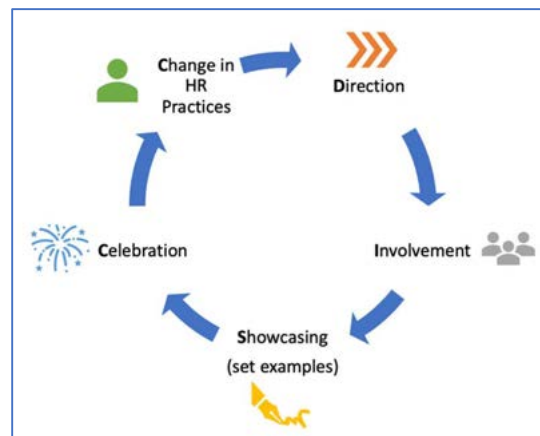 Change in
HR
Practices
Direction
Involvement
Showcasing
(set examples)
Celebration